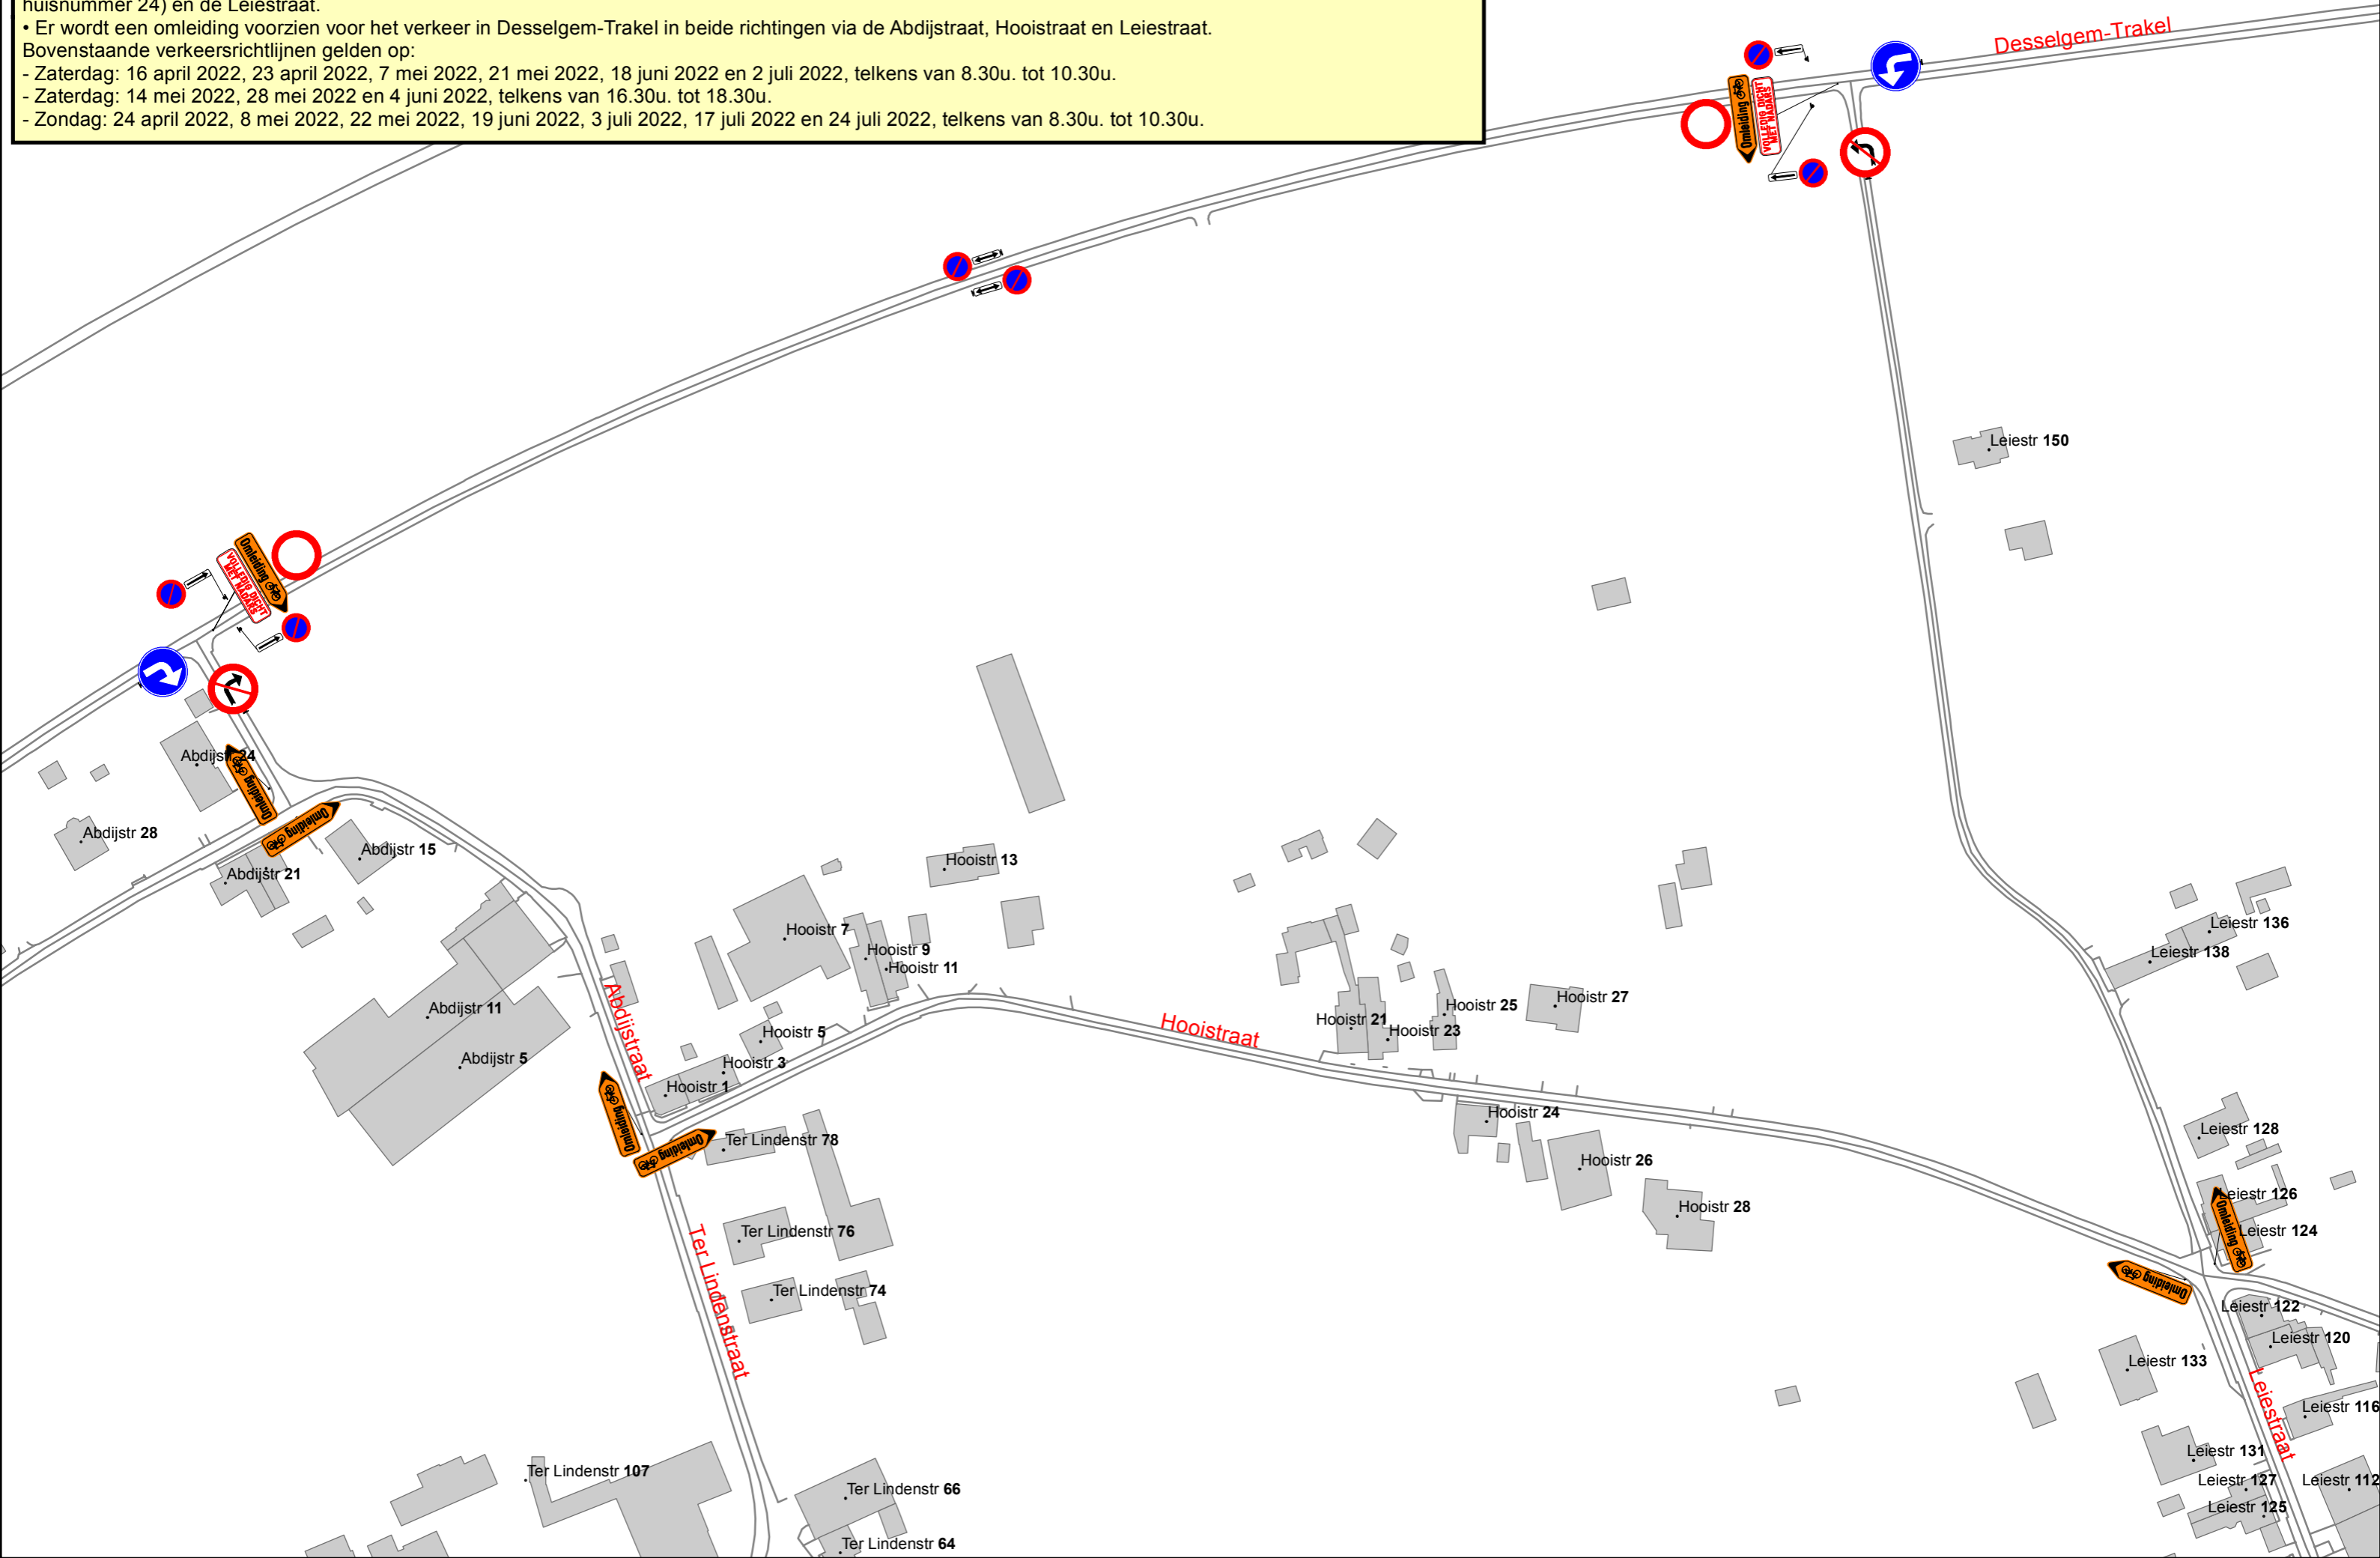 huisnummer 24) en de Leiestraat.
• Er wordt een omleiding voorzien voor het verkeer in Desselgem-Trakel in beide richtingen via de Abdijstraat, Hooistraat en Leiestraat.
Bovenstaande verkeersrichtlijnen gelden op:
- Zaterdag: 16 april 2022, 23 april 2022, 7 mei 2022, 21 mei 2022, 18 juni 2022 en 2 juli 2022, telkens van 8.30u. tot 10.30u.
- Zaterdag: 14 mei 2022, 28 mei 2022 en 4 juni 2022, telkens van 16.30u. tot 18.30u.
- Zondag: 24 april 2022, 8 mei 2022, 22 mei 2022, 19 juni 2022, 3 juli 2022, 17 juli 2022 en 24 juli 2022, telkens van 8.30u. tot 10.30u.
Desselgem-Trakel
Omleiding
VOLLEDIG DICHT
MET NADARS
Leiestr 150
Omleiding
VOLLEDIG DICHT
MET NADARS
Abdijstr 24
Omleiding
Omleiding
Abdijstr 28
Abdijstr 15
Abdijstr 21
Hooistr 13
Hooistr 7
Hooistr 9
Hooistr 11
Leiestr 136
Leiestr 138
Abdijstr 11
Abdijstraat
Hooistr 5
Hooistraat
Hooistr 21
Hooistr 23
Hooistr 25
Hooistr 27
Abdijstr 5
Hooistr 3
Hooistr 1
Omleiding
Omleiding
Ter Lindenstr 78
Hooistr 24
Hooistr 26
Hooistr 28
Leiestr 128
Leiestr 126
Omleiding
Leiestr 124
Omleiding
Ter Lindenstr 76
Ter Lindenstraat
Ter Lindenstr 74
Leiestr 122
Leiestr 120
Leiestr 133
Leiestraat
Leiestr 116
Leiestr 131
Ter Lindenstr 107
Ter Lindenstr 66
Leiestr 127
Leiestr 112
Leiestr 125
Ter Lindenstr 64